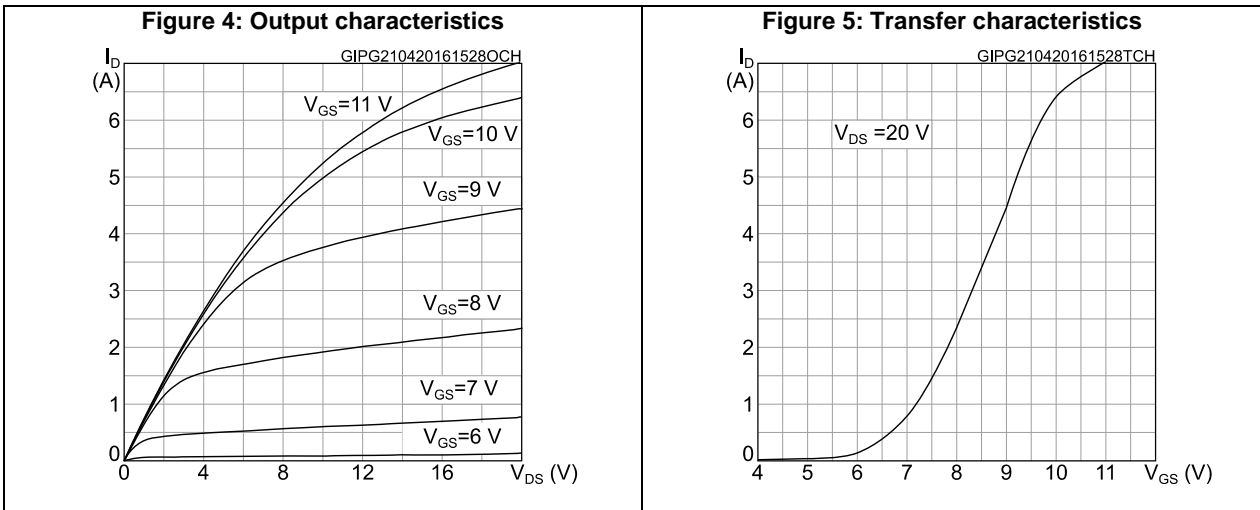 Figure 4: Output characteristics
GIPG210420161528OCH
I_D
(A)
6
5
4
3
2
1
0
V_GS=11 V
V_GS=10 V
V_GS=9 V
V_GS=8 V
V_GS=7 V
V_GS=6 V
0 4 8 12 16 V_DS (V)
Figure 5: Transfer characteristics
GIPG210420161528TCH
I_D
(A)
6
5
4
3
2
1
0
V_DS =20 V
4 5 6 7 8 9 10 11 V_GS (V)